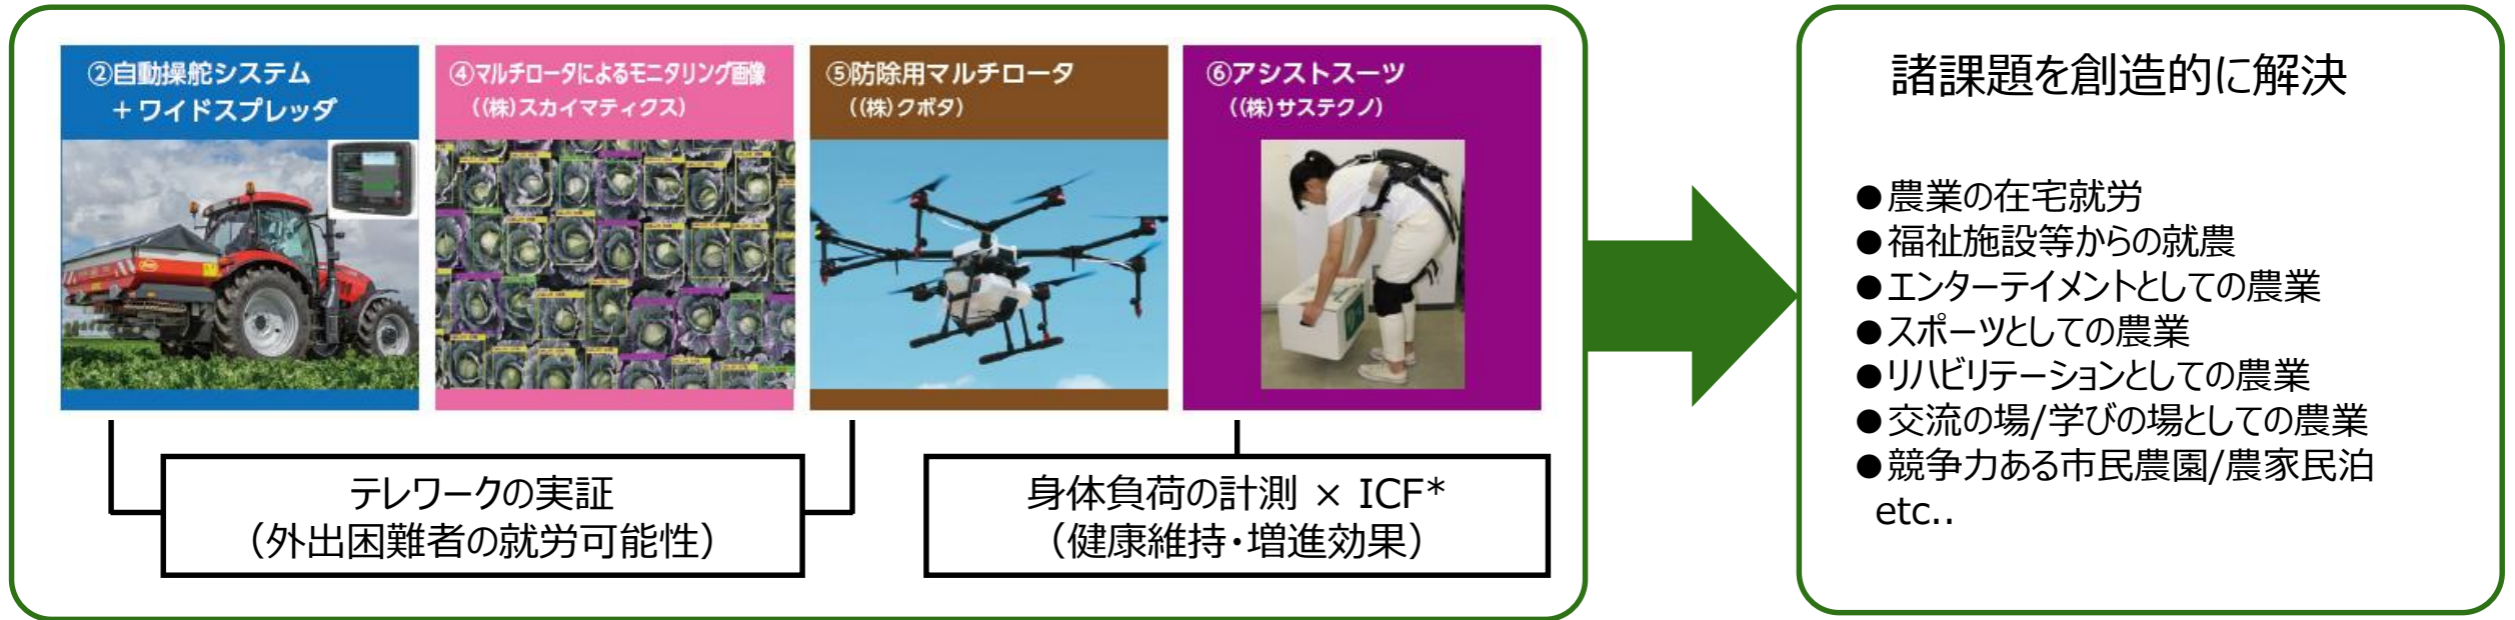 ②自動操舵システム
＋ワイドスプレッダ
④マルチロータによるモニタリング画像
((株)スカイマティクス)
⑤防除用マルチロータ
((株)クボタ)
⑥アシストスーツ
((株)サステクノ)
テレワークの実証
（外出困難者の就労可能性）
身体負荷の計測 × ICF*
（健康維持・増進効果）
諸課題を創造的に解決
●農業の在宅就労
●福祉施設等からの就農
●エンターテイメントとしての農業
●スポーツとしての農業
●リハビリテーションとしての農業
●交流の場/学びの場としての農業
●競争力ある市民農園/農家民泊
etc..